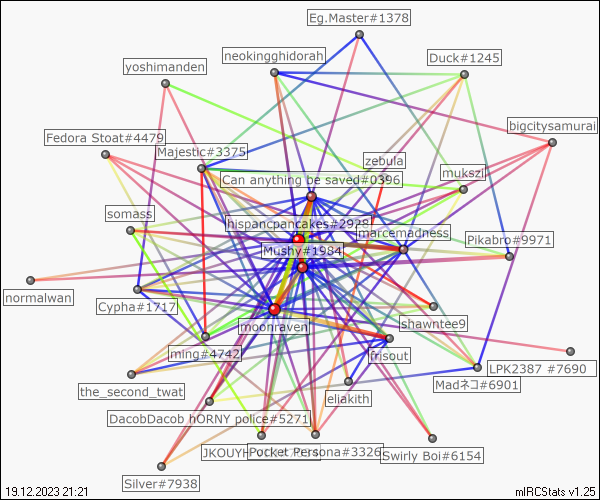 Eg.Master#1378
neokingghidorah
Duck#1245
yoshimanden
bigcitysamurai
Fedora Stoat#4479
Majestic#3375
zebula
mukszi
Can anything be saved#0396
somass
hispancpancakes#2928
marcemadness
Pikabro#9971
Mushy#1984
normalwan
Cypha#1717
shawntee9
moonraven
ming#4742
frisout
LPK2387 #7690
Madネコ#6901
the_second_twat
eliakith
DacobDacob hORNY police#5271
JKOUYH
Pocket Persona#3326
Swirly Boi#6154
Silver#7938
19.12.2023 21:21
mIRCStats v1.25